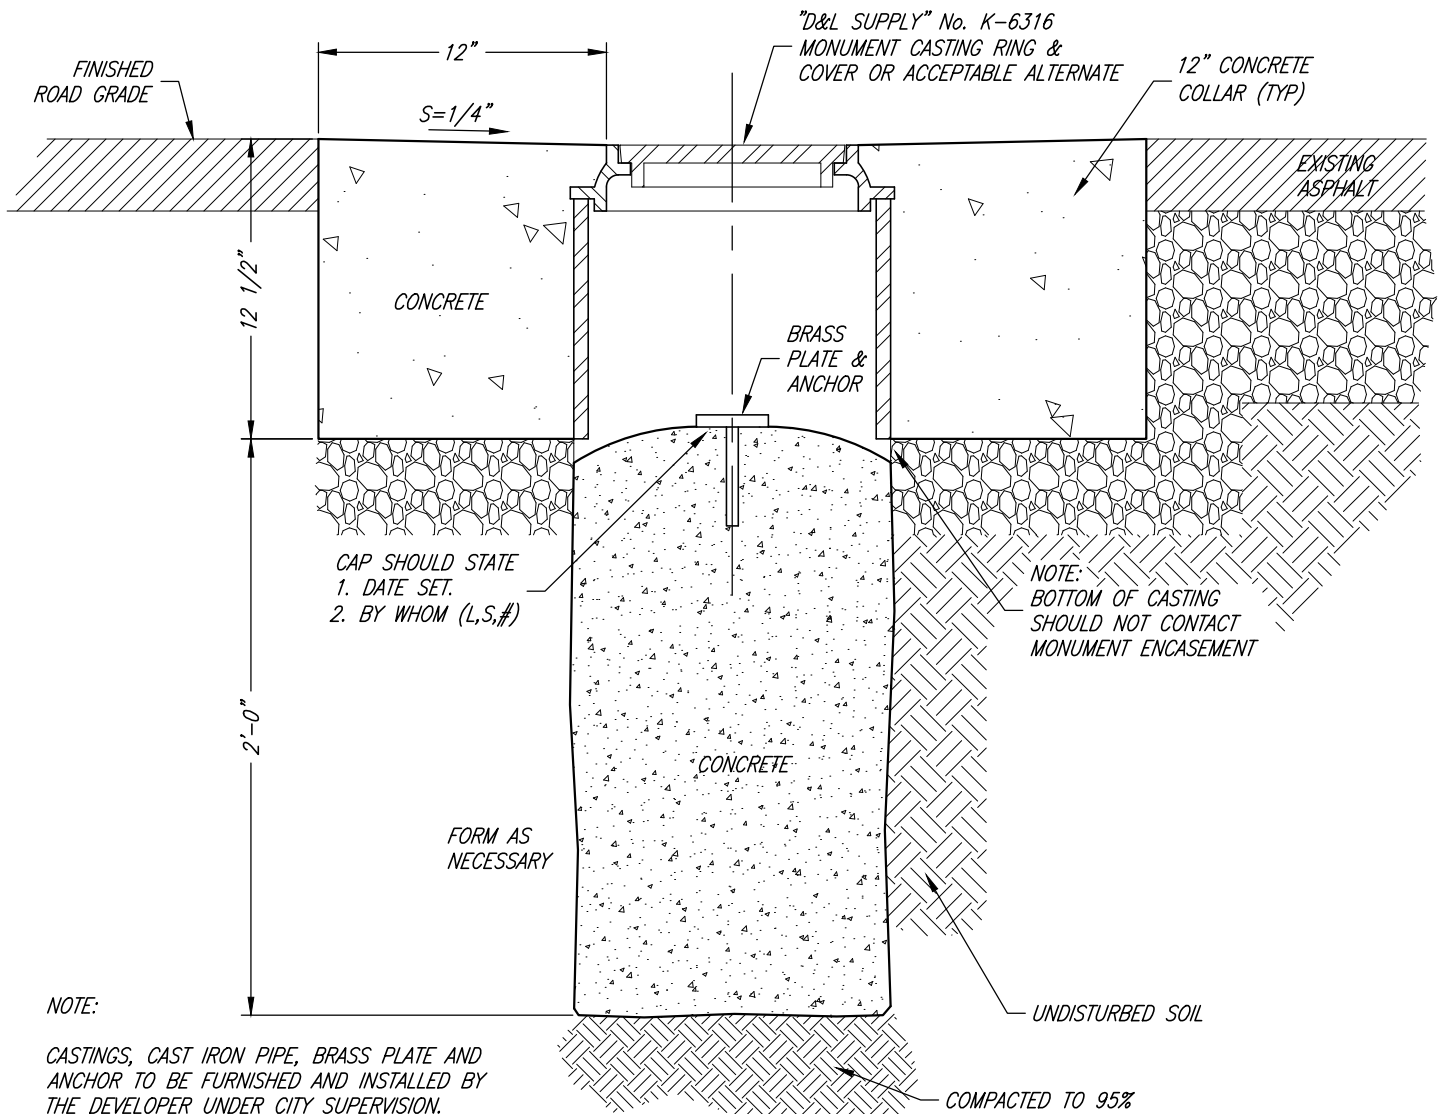 "D&L SUPPLY" No. K-6316
MONUMENT CASTING RING &
COVER OR ACCEPTABLE ALTERNATE
12"
FINISHED
ROAD GRADE
12" CONCRETE
COLLAR (TYP)
S=1/4"
EXISTING
ASPHALT
12 1/2"
CONCRETE
BRASS
PLATE &
ANCHOR
CAP SHOULD STATE
1. DATE SET.
2. BY WHOM (L,S,#)
NOTE:
BOTTOM OF CASTING
SHOULD NOT CONTACT
MONUMENT ENCASEMENT
2'-0"
CONCRETE
FORM AS
NECESSARY
UNDISTURBED SOIL
NOTE:
CASTINGS, CAST IRON PIPE, BRASS PLATE AND
ANCHOR TO BE FURNISHED AND INSTALLED BY
THE DEVELOPER UNDER CITY SUPERVISION.
COMPACTED TO 95%